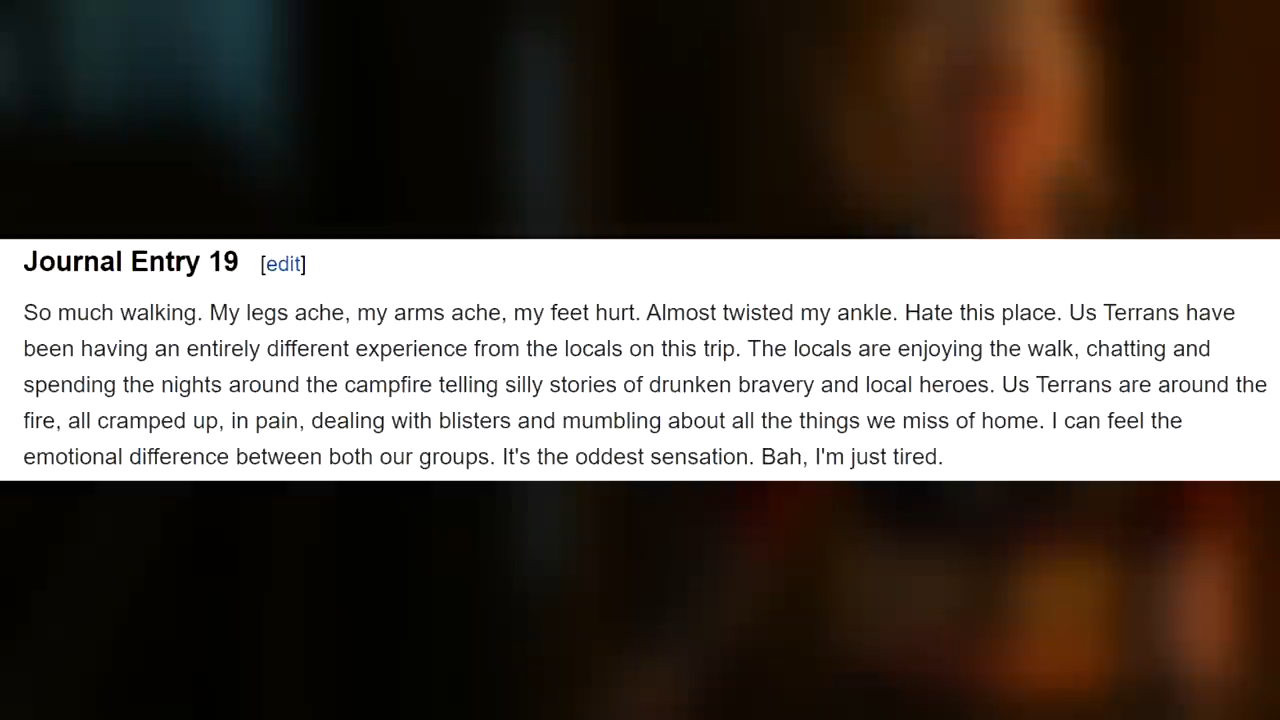 Journal Entry 19 [edit]
So much walking. My legs ache, my arms ache, my feet hurt. Almost twisted my ankle. Hate this place. Us Terrans have
been having an entirely different experience from the locals on this trip. The locals are enjoying the walk, chatting and
spending the nights around the campfire telling silly stories of drunken bravery and local heroes. Us Terrans are around the
fire, all cramped up, in pain, dealing with blisters and mumbling about all the things we miss of home. I can feel the
emotional difference between both our groups. It's the oddest sensation. Bah, I'm just tired.